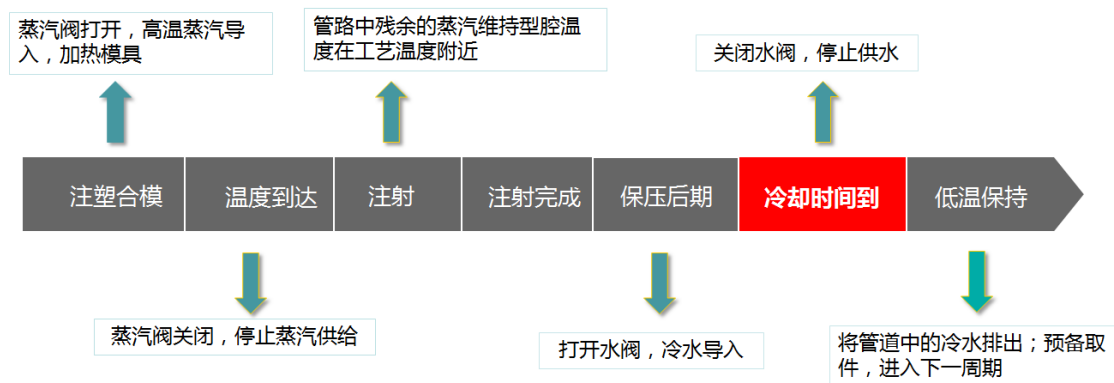 蒸汽阀打开，高温蒸汽导
入，加热模具
管路中残余的蒸汽维持型腔温
度在工艺温度附近
关闭水阀，停止供水
注塑合模
温度到达
注射
注射完成
保压后期
冷却时间到
低温保持
蒸汽阀关闭，停止蒸汽供给
打开水阀，冷水导入
将管道中的冷水排出；预备取
件，进入下一周期